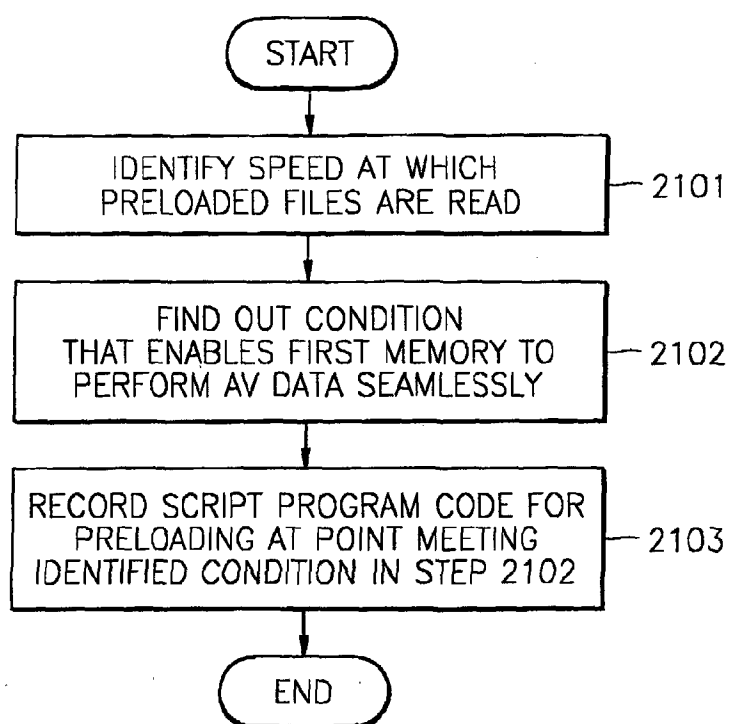 START
IDENTIFY SPEED AT WHICH
PRELOADED FILES ARE READ
2101
FIND OUT CONDITION
THAT ENABLES FIRST MEMORY TO
PERFORM AV DATA SEAMLESSLY
2102
RECORD SCRIPT PROGRAM CODE FOR
PRELOADING AT POINT MEETING
IDENTIFIED CONDITION IN STEP 2102
2103
END